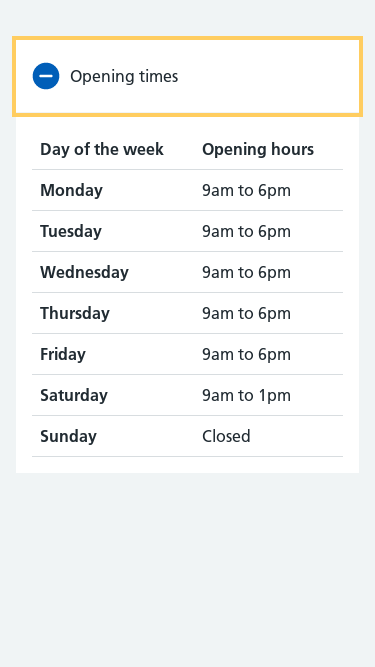 Opening times
Day of the week Opening hours
Monday 9am to 6pm
Tuesday 9am to 6pm
Wednesday 9am to 6pm
Thursday 9am to 6pm
Friday 9am to 6pm
Saturday 9am to 1pm
Sunday Closed